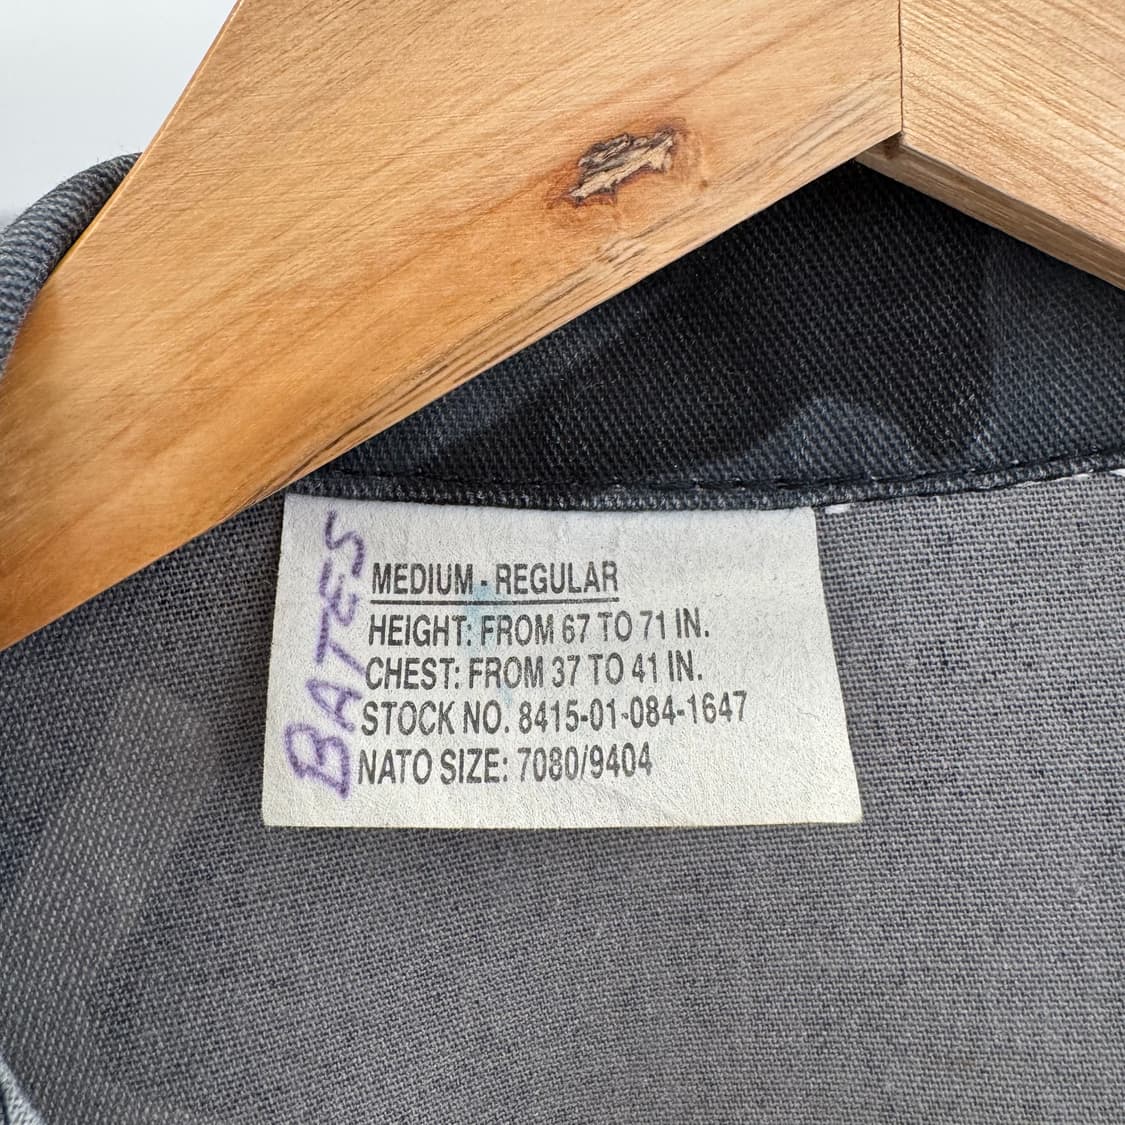 BATES
MEDIUM - REGULAR
HEIGHT: FROM 67 TO 71 IN.
CHEST: FROM 37 TO 41 IN.
STOCK NO. 8415-01-084-1647
NATO SIZE: 7080/9404